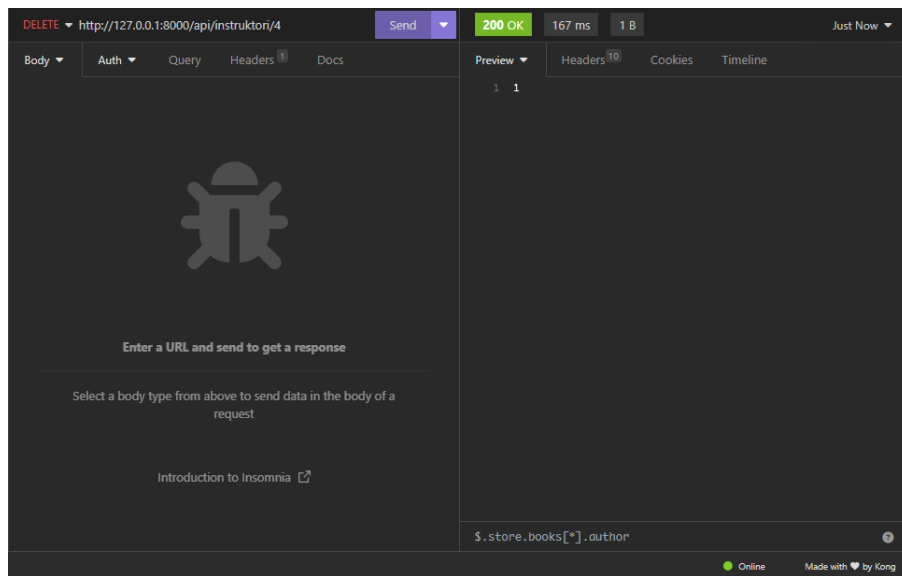 DELETE http://127.0.0.1:8000/api/instruktori/4 Send 200 OK 167 ms 1 B Just Now
Body Auth Query Headers 1 Docs Preview Headers 10 Cookies Timeline
1 1
Enter a URL and send to get a response
Select a body type from above to send data in the body of a
request
Introduction to Insomnia
$.store.books[*].author ?
Online Made with ♥ by Kong